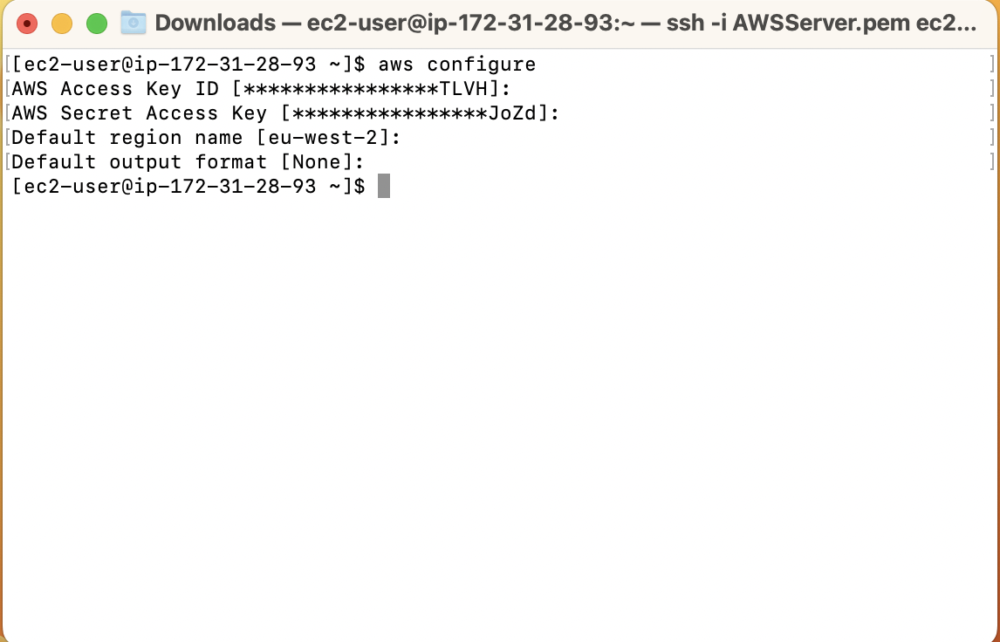 Downloads — ec2-user@ip-172-31-28-93:~ — ssh -i AWSServer.pem ec2...
[[ec2-user@ip-172-31-28-93 ~]$ aws configure ]
[AWS Access Key ID [****************TLVH]: ]
[AWS Secret Access Key [****************JoZd]: ]
[Default region name [eu-west-2]: ]
[Default output format [None]: ]
[ec2-user@ip-172-31-28-93 ~]$